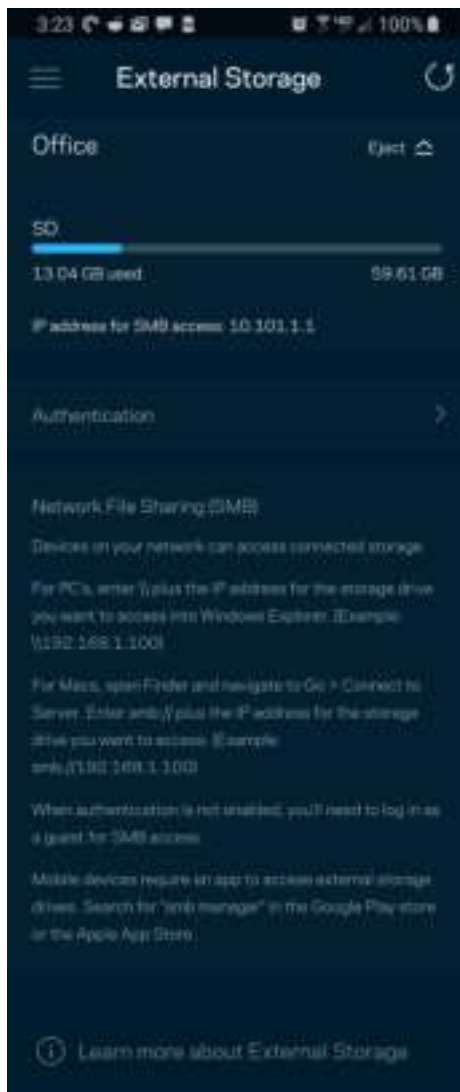 3:23 100%
External Storage
Office Eject
SD
13.04 GB used 59.61 GB
IP address for SMB access: 10.101.1.1
Authentication
Network File Sharing (SMB)
Devices on your network can access connected storage.
For PC's, enter \\ plus the IP address for the storage drive
you want to access into Windows Explorer. (Example:
\\192.168.1.100)
For Macs, open Finder and navigate to Go > Connect to
Server. Enter smb:// plus the IP address for the storage
drive you want to access. (Example:
smb://192.168.1.100)
When authentication is not enabled, you'll need to log in as
a guest for SMB access.
Mobile devices require an app to access external storage
drives. Search for "smb manager" in the Google Play store
or the Apple App Store.
Learn more about External Storage